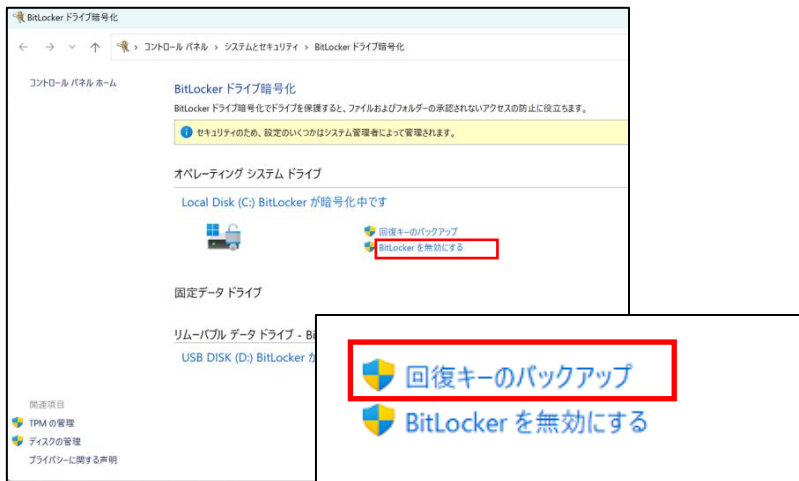 BitLocker ドライブ暗号化
コントロール パネル › システムとセキュリティ › BitLocker ドライブ暗号化
コントロール パネル ホーム
BitLocker ドライブ暗号化
BitLocker ドライブ暗号化でドライブを保護すると、ファイルおよびフォルダーの承認されないアクセスの防止に役立ちます。
セキュリティのため、設定のいくつかはシステム管理者によって管理されます。
オペレーティング システム ドライブ
Local Disk (C:) BitLocker が暗号化中です
回復キーのバックアップ
BitLocker を無効にする
固定データ ドライブ
リムーバブル データ ドライブ - Bi
USB DISK (D:) BitLocker か
回復キーのバックアップ
BitLocker を無効にする
関連項目
TPM の管理
ディスクの管理
プライバシーに関する声明